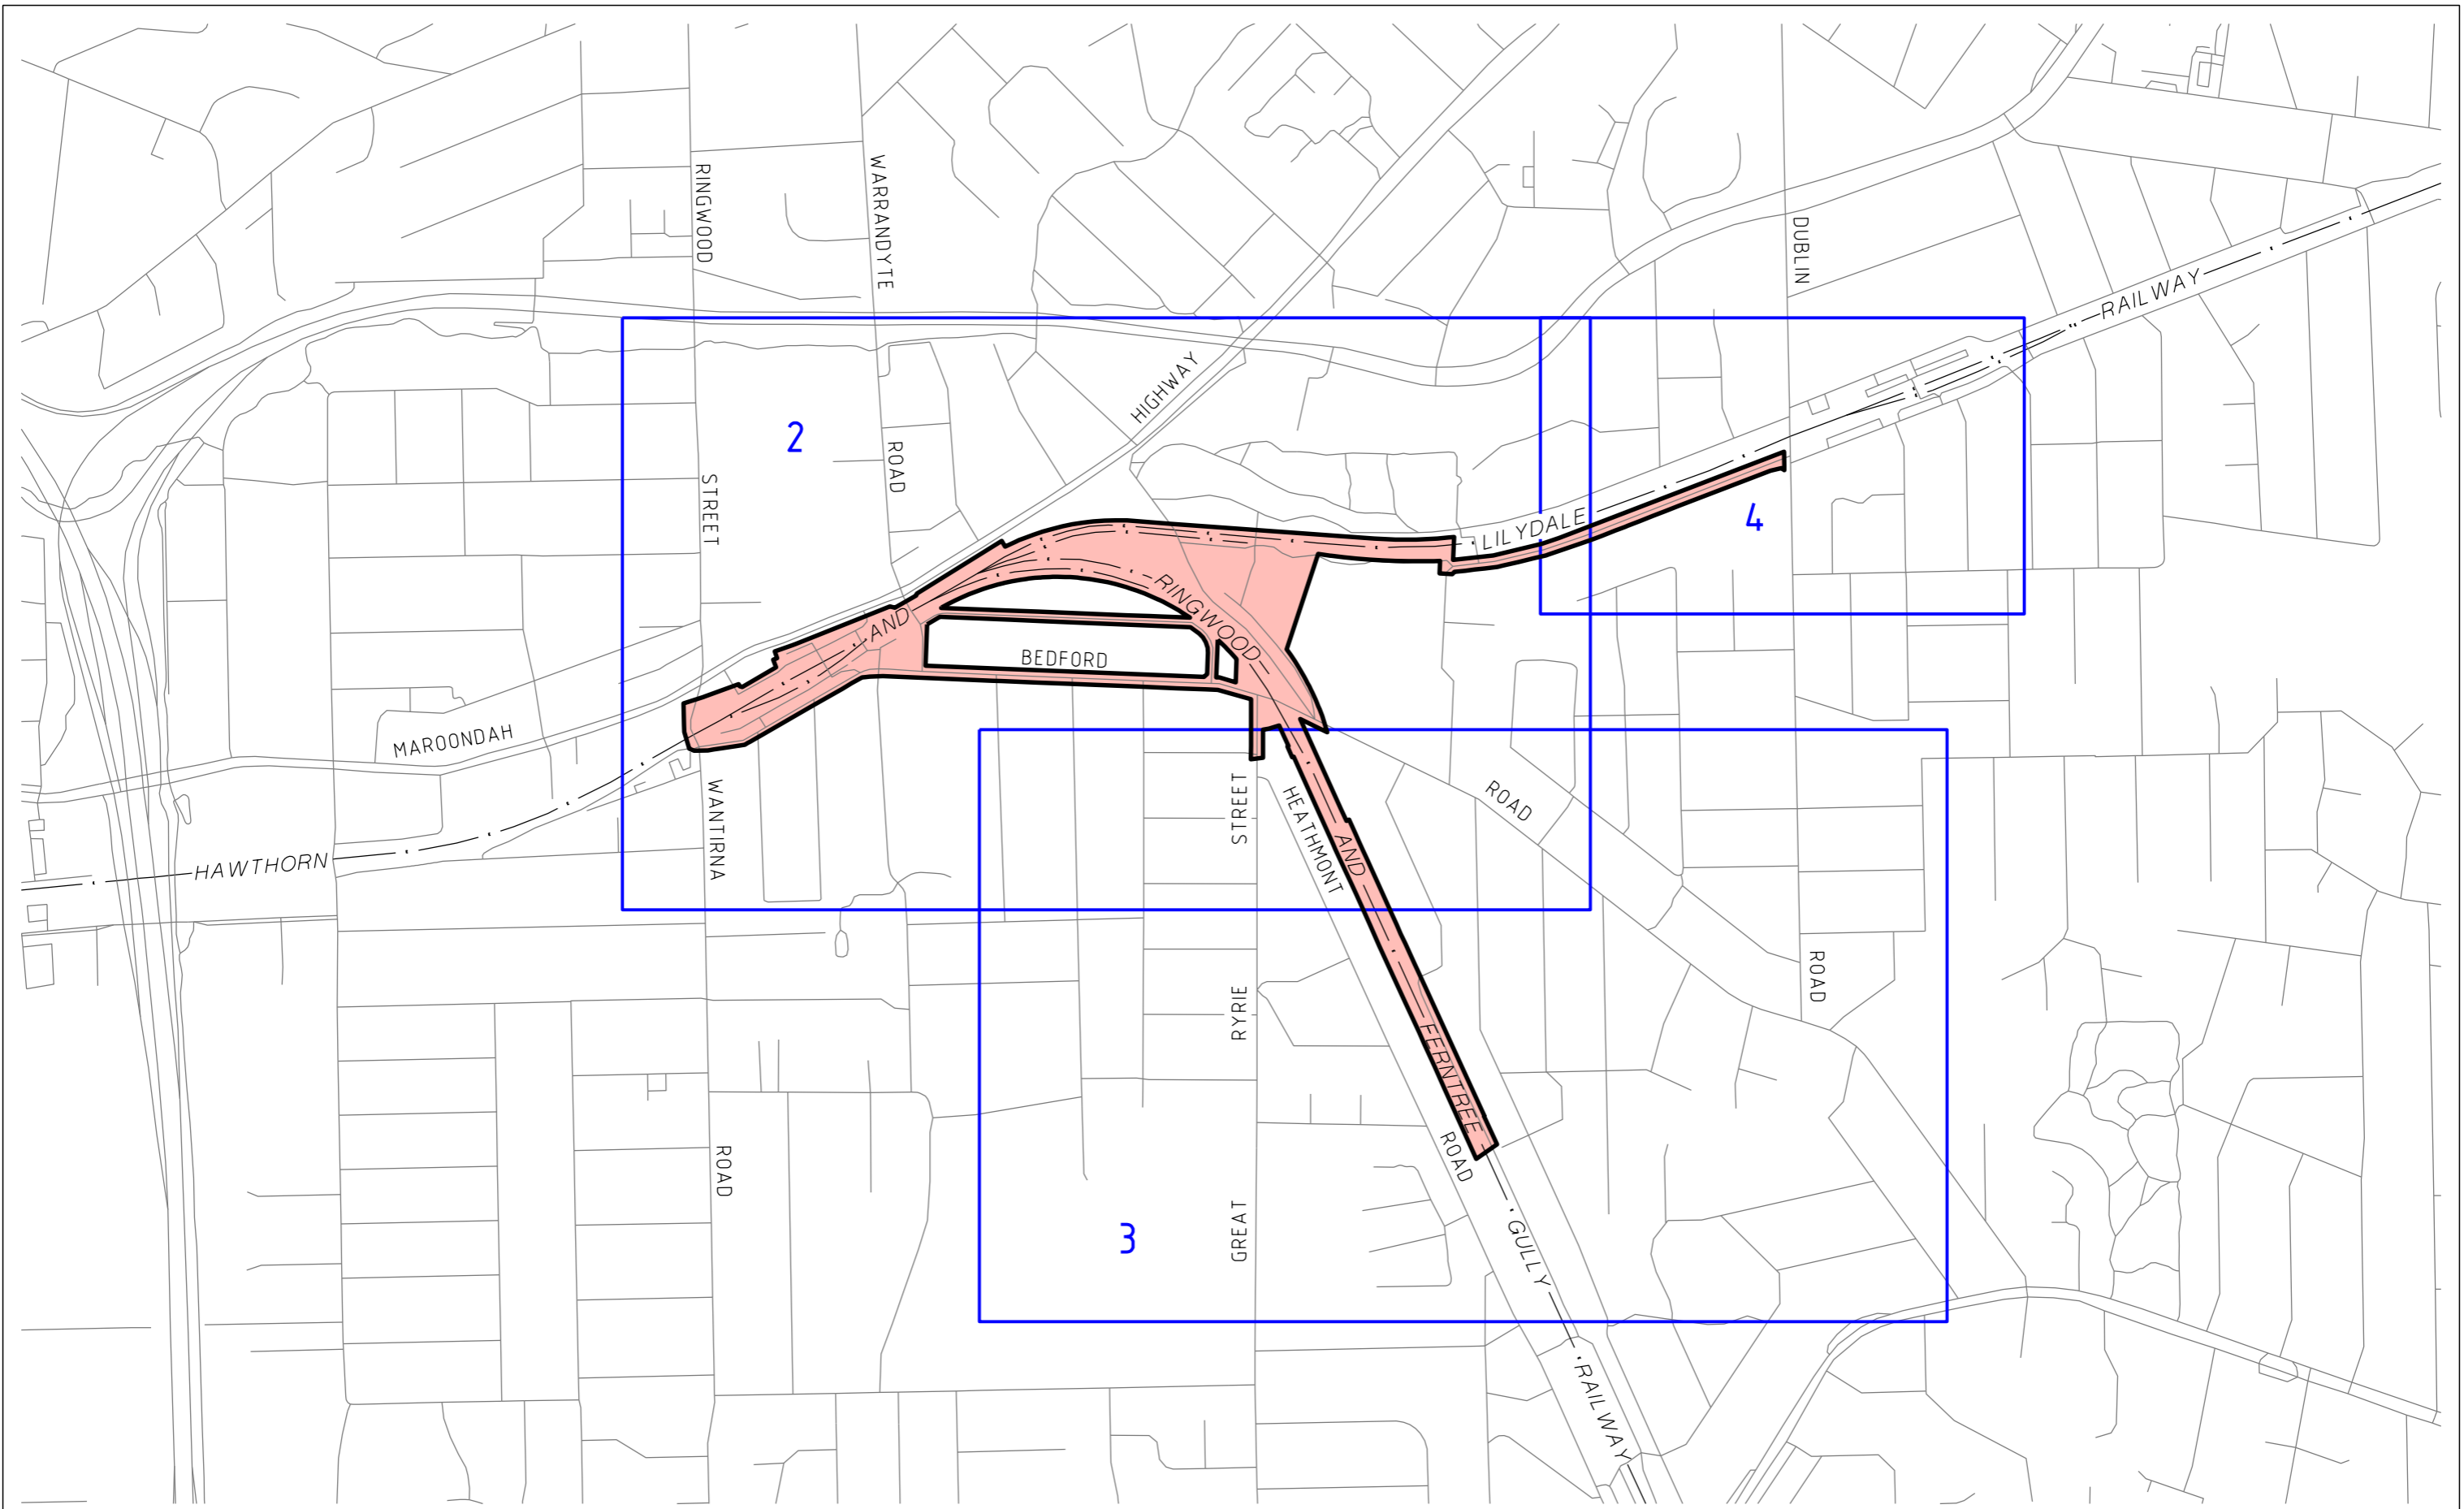 RINGWOOD
STREET
WARRANDYTE
ROAD
MAROONDAH
HIGHWAY
DUBLIN
ROAD
2
4
3
HAWTHORN
AND
LILYDALE
RAILWAY
RINGWOOD
AND
FERNTREE
GULLY
RAILWAY
BEDFORD
ROAD
WANTIRNA
ROAD
GREAT
RYRIE
STREET
HEATHMONT
ROAD